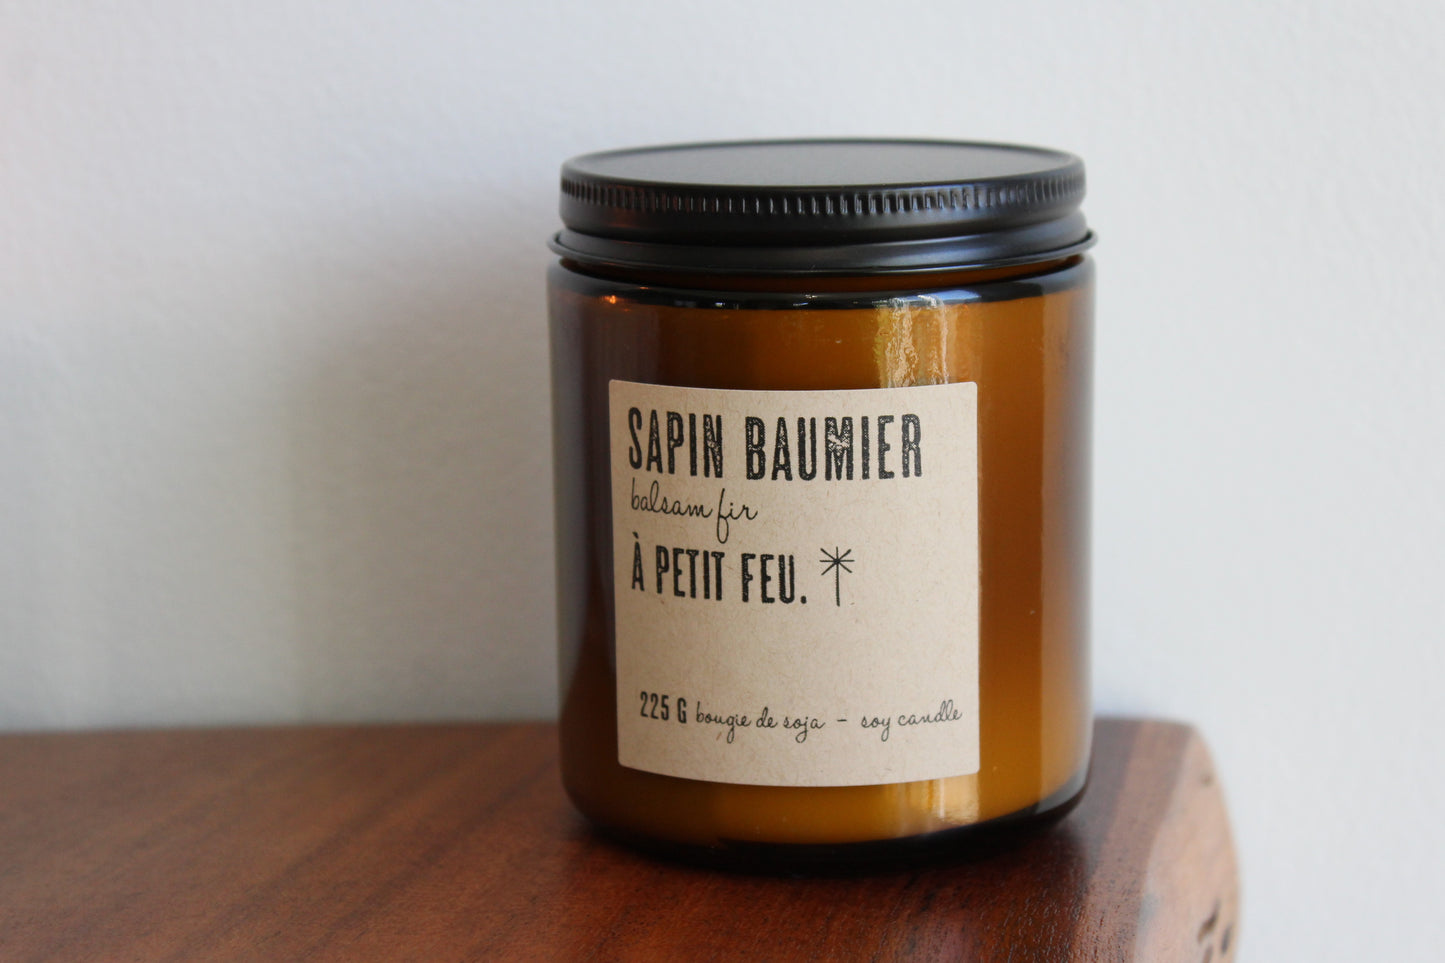 SAPIN BAUMIER
balsam fir
À PETIT FEU.
225 G bougie de soja - soy candle